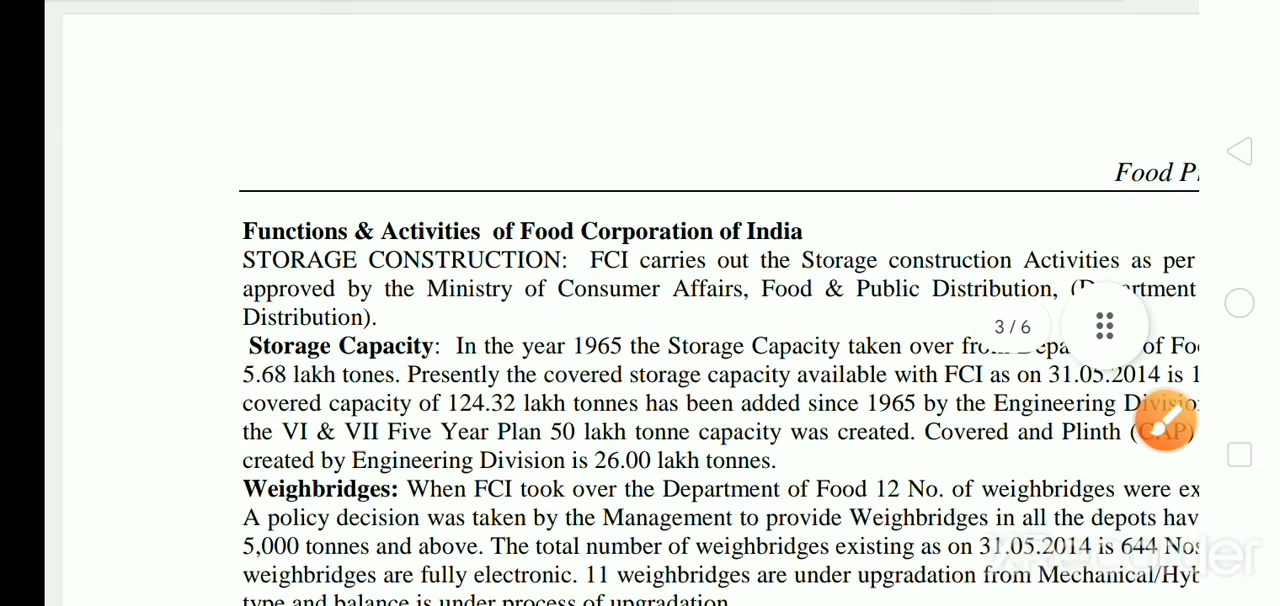 Food P
Functions & Activities of Food Corporation of India
STORAGE CONSTRUCTION: FCI carries out the Storage construction Activities as per
approved by the Ministry of Consumer Affairs, Food & Public Distribution,
Distribution).
3 / 6
Storage Capacity: In the year 1965 the Storage Capacity taken over of
5.68 lakh tones. Presently the covered storage capacity available with FCI as on 31.05.2014 is 1
covered capacity of 124.32 lakh tonnes has been added since 1965 by the Engineering
the VI & VII Five Year Plan 50 lakh tonne capacity was created. Covered and Plinth (CAP)
created by Engineering Division is 26.00 lakh tonnes.
Weighbridges: When FCI took over the Department of Food 12 No. of weighbridges were ex
A policy decision was taken by the Management to provide Weighbridges in all the depots hav
5,000 tonnes and above. The total number of weighbridges existing as on 31.05.2014 is 644 Nos
weighbridges are fully electronic. 11 weighbridges are under upgradation from Mechanical/Hyb
type and balance is under process of upgradation
XRecorder